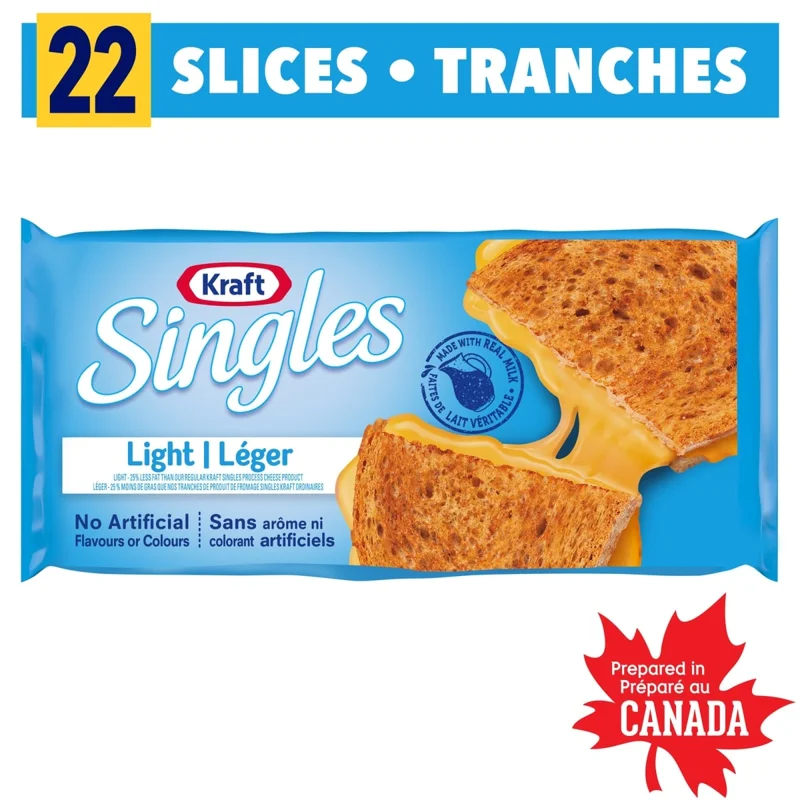 22 SLICES • TRANCHES
Kraft
Singles
MADE WITH REAL MILK
FAITES DE LAIT VÉRITABLE
Light | Léger
LIGHT - 25% LESS FAT THAN OUR REGULAR KRAFT SINGLES PROCESS CHEESE PRODUCT
LÉGER - 25 % MOINS DE GRAS QUE NOS TRANCHES DE PRODUIT DE FROMAGE SINGLES KRAFT ORDINAIRES
No Artificial
Flavours or Colours
Sans arôme ni
colorant artificiels
Prepared in
Préparé au
CANADA